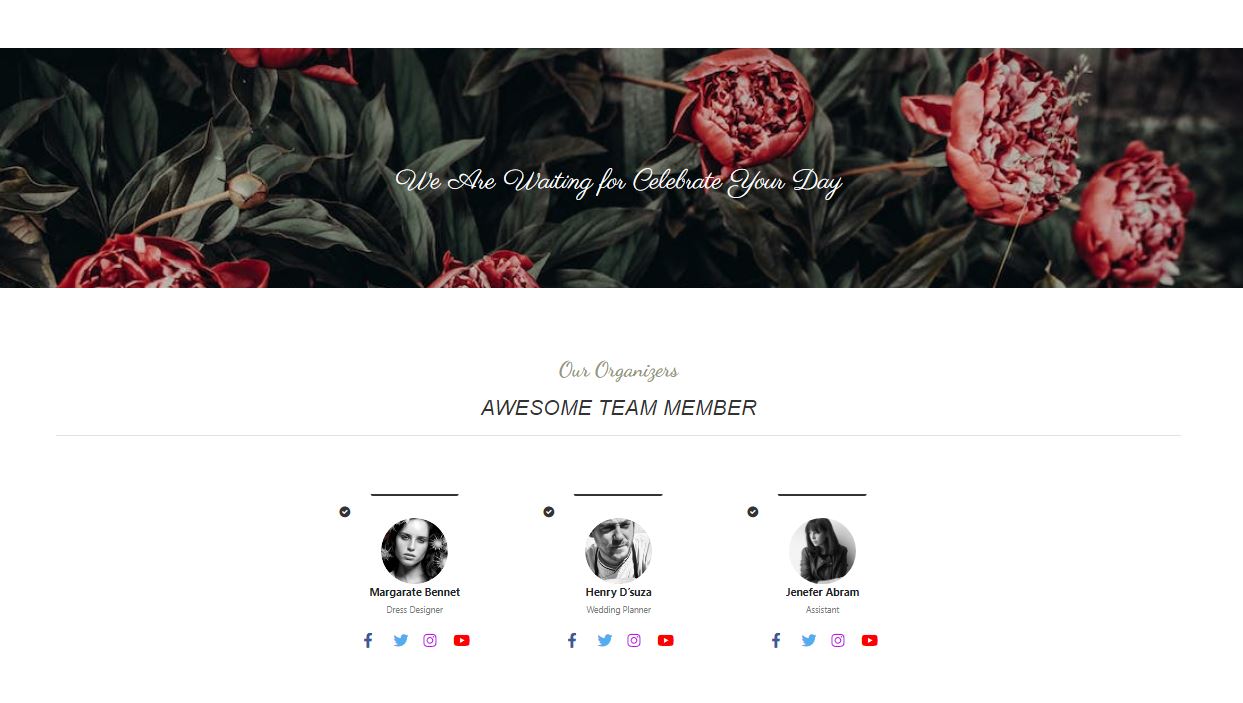 We Are Waiting for Celebrate Your Day
Our Organizers
AWESOME TEAM MEMBER
Margarate Bennet
Dress Designer
Henry D'suza
Wedding Planner
Jenefer Abram
Assistant